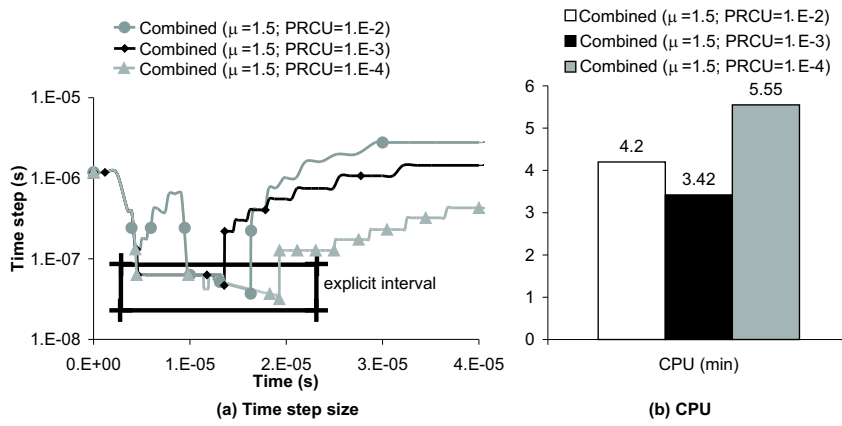 Combined (μ=1.5; PRCU=1.E-2)
Combined (μ=1.5; PRCU=1.E-3)
Combined (μ=1.5; PRCU=1.E-4)
1.E-05
1.E-06
1.E-07
1.E-08
Time step (s)
explicit interval
0.E+00
1.E-05
2.E-05
3.E-05
4.E-05
Time (s)
(a) Time step size
Combined (μ=1.5; PRCU=1.E-2)
Combined (μ=1.5; PRCU=1.E-3)
Combined (μ=1.5; PRCU=1.E-4)
6
5
4
3
2
1
0
4.2
3.42
5.55
CPU (min)
(b) CPU